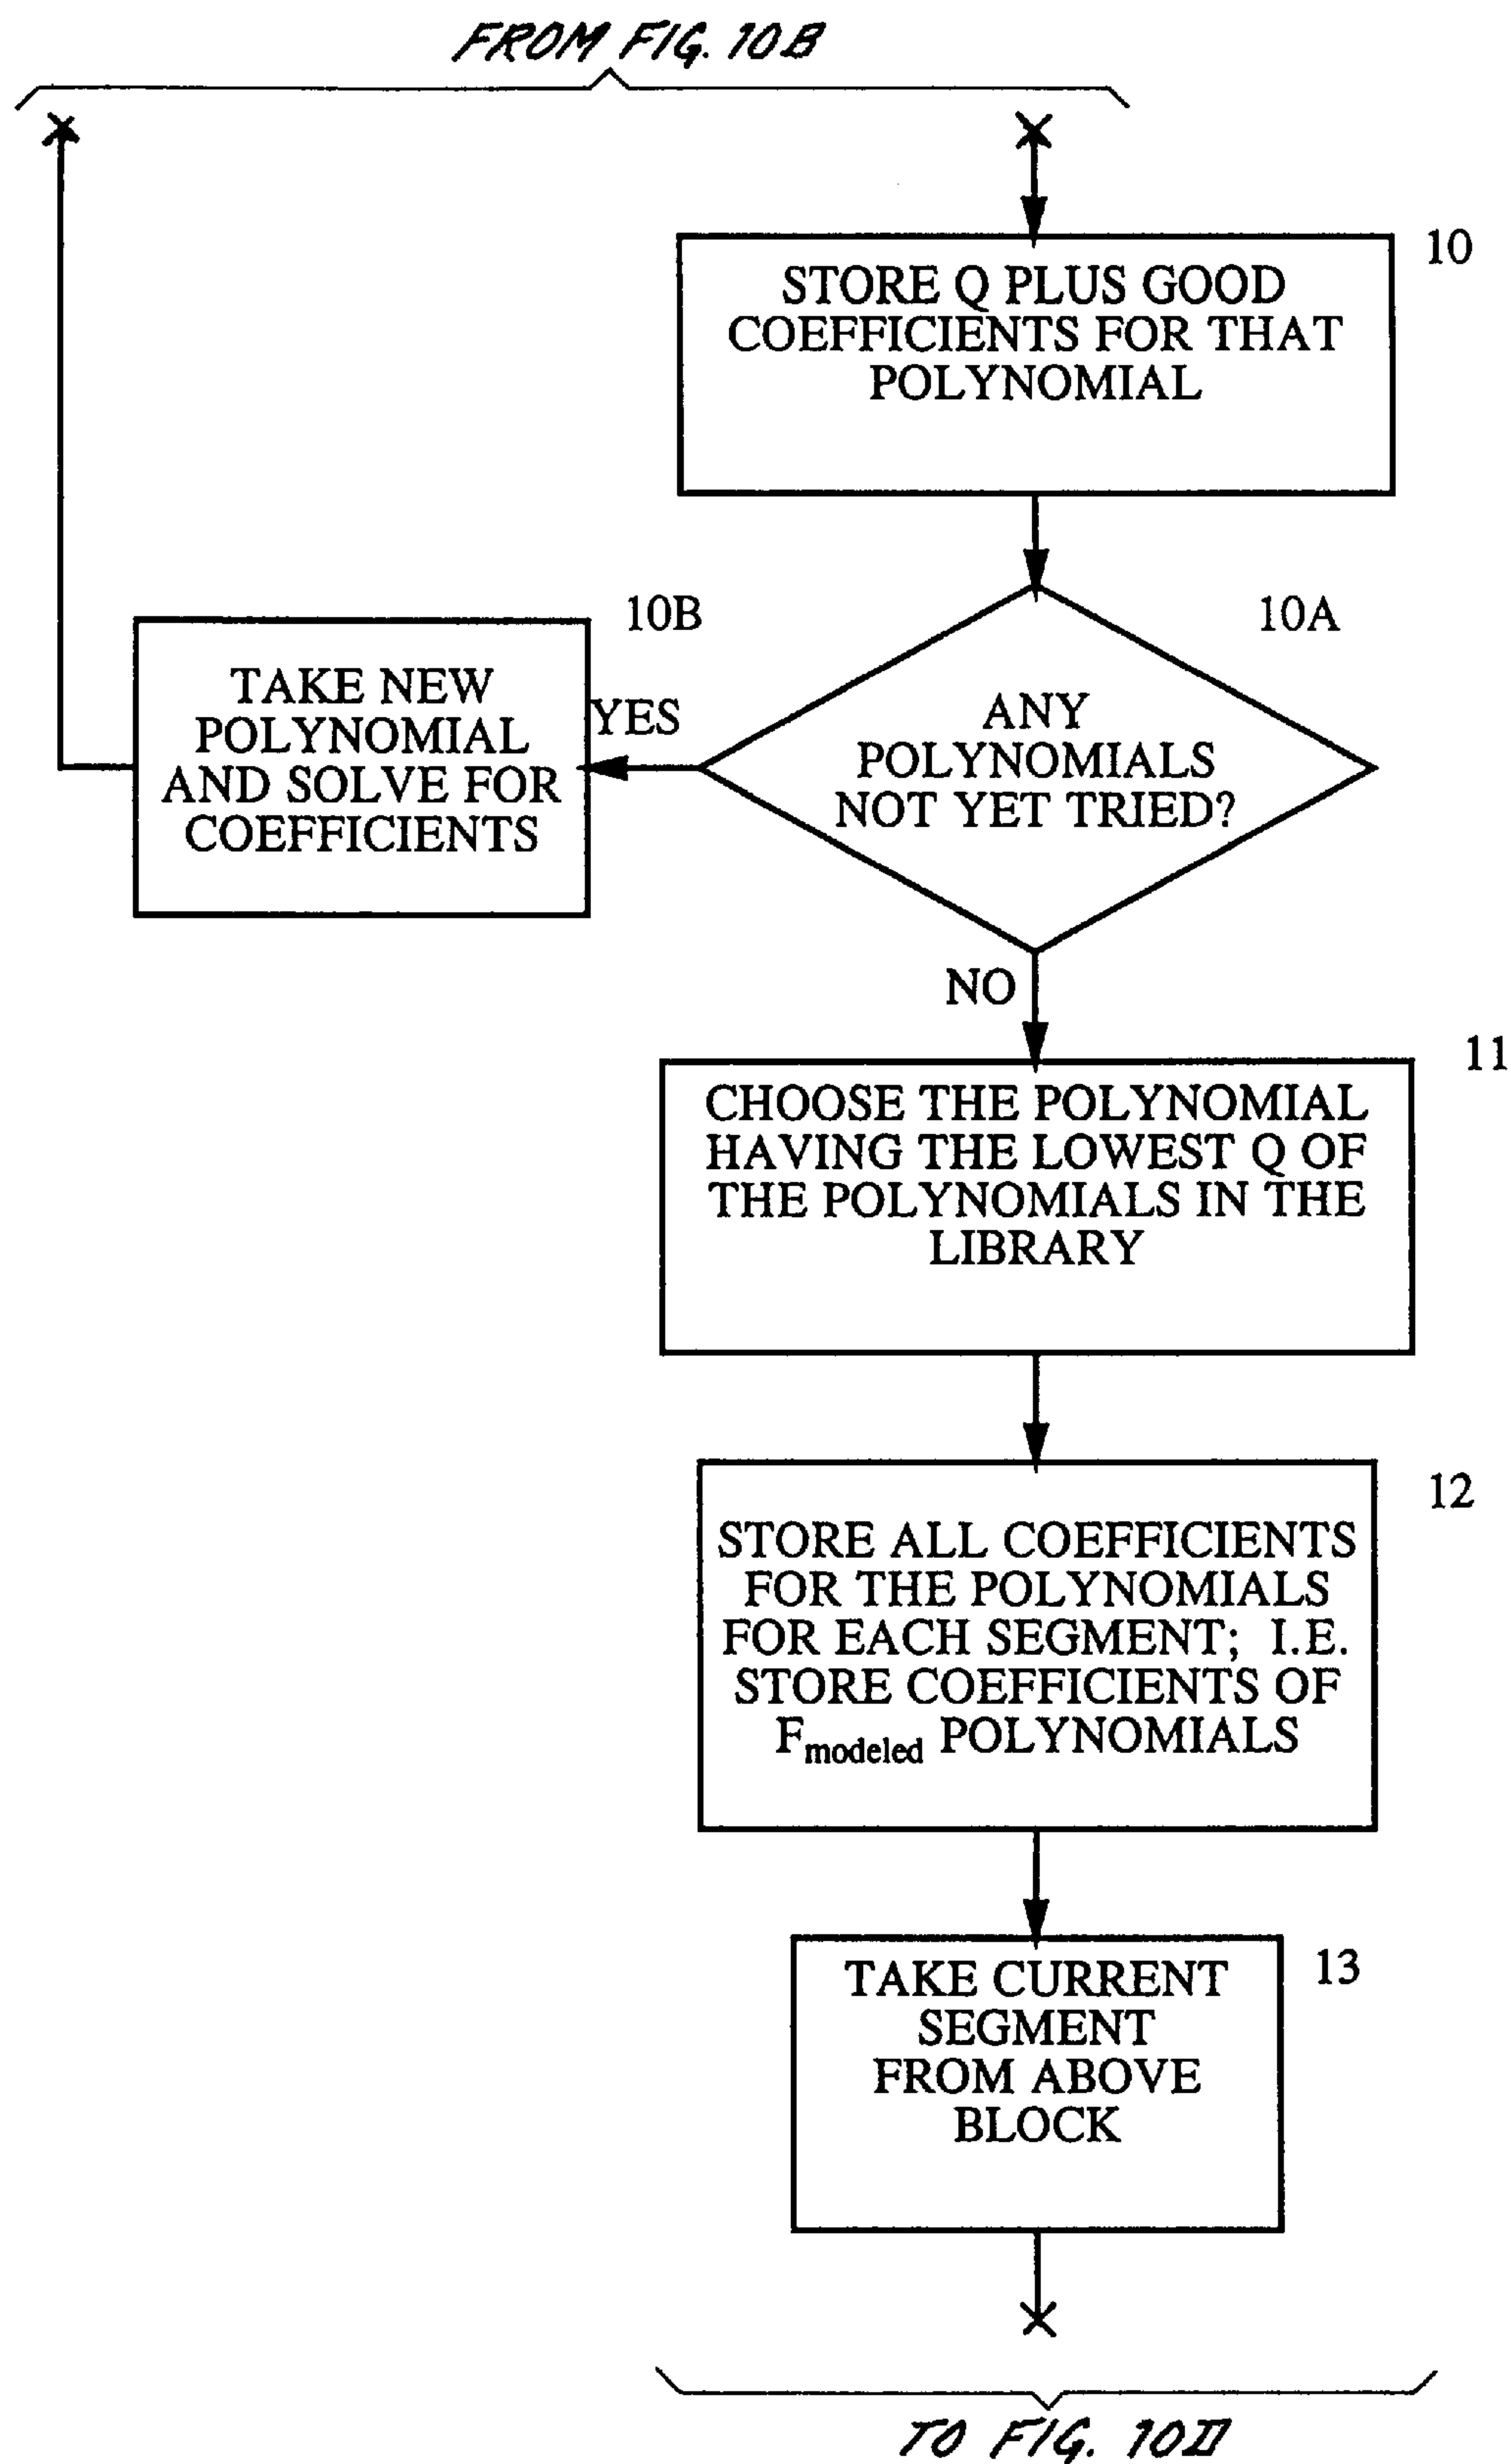 FROM FIG. 10B
10
STORE Q PLUS GOOD
COEFFICIENTS FOR THAT
POLYNOMIAL
10B
10A
TAKE NEW
POLYNOMIAL
AND SOLVE FOR
COEFFICIENTS
YES
ANY
POLYNOMIALS
NOT YET TRIED?
NO
11
CHOOSE THE POLYNOMIAL
HAVING THE LOWEST Q OF
THE POLYNOMIALS IN THE
LIBRARY
12
STORE ALL COEFFICIENTS
FOR THE POLYNOMIALS
FOR EACH SEGMENT; I.E.
STORE COEFFICIENTS OF
Fmodeled POLYNOMIALS
13
TAKE CURRENT
SEGMENT
FROM ABOVE
BLOCK
TO FIG. 10D